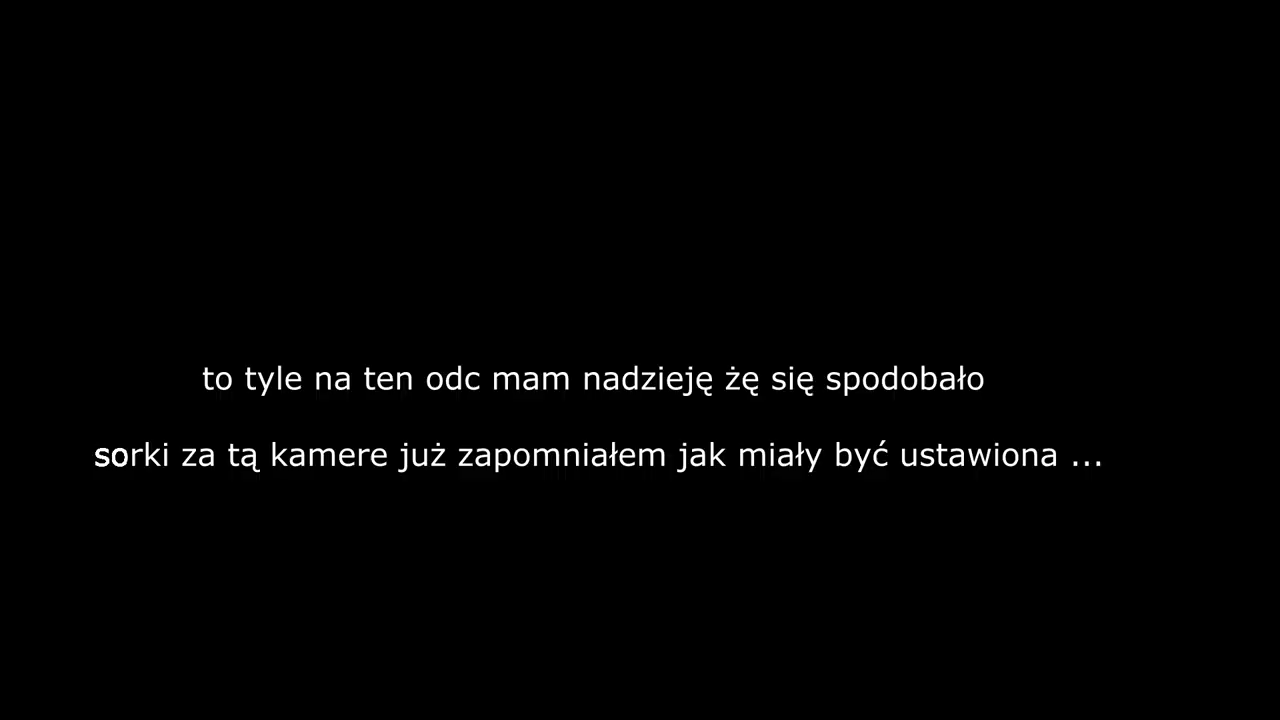 to tyle na ten odc mam nadzieję żę się spodobało
sorki za tą kamere już zapomniałem jak miały być ustawiona ...